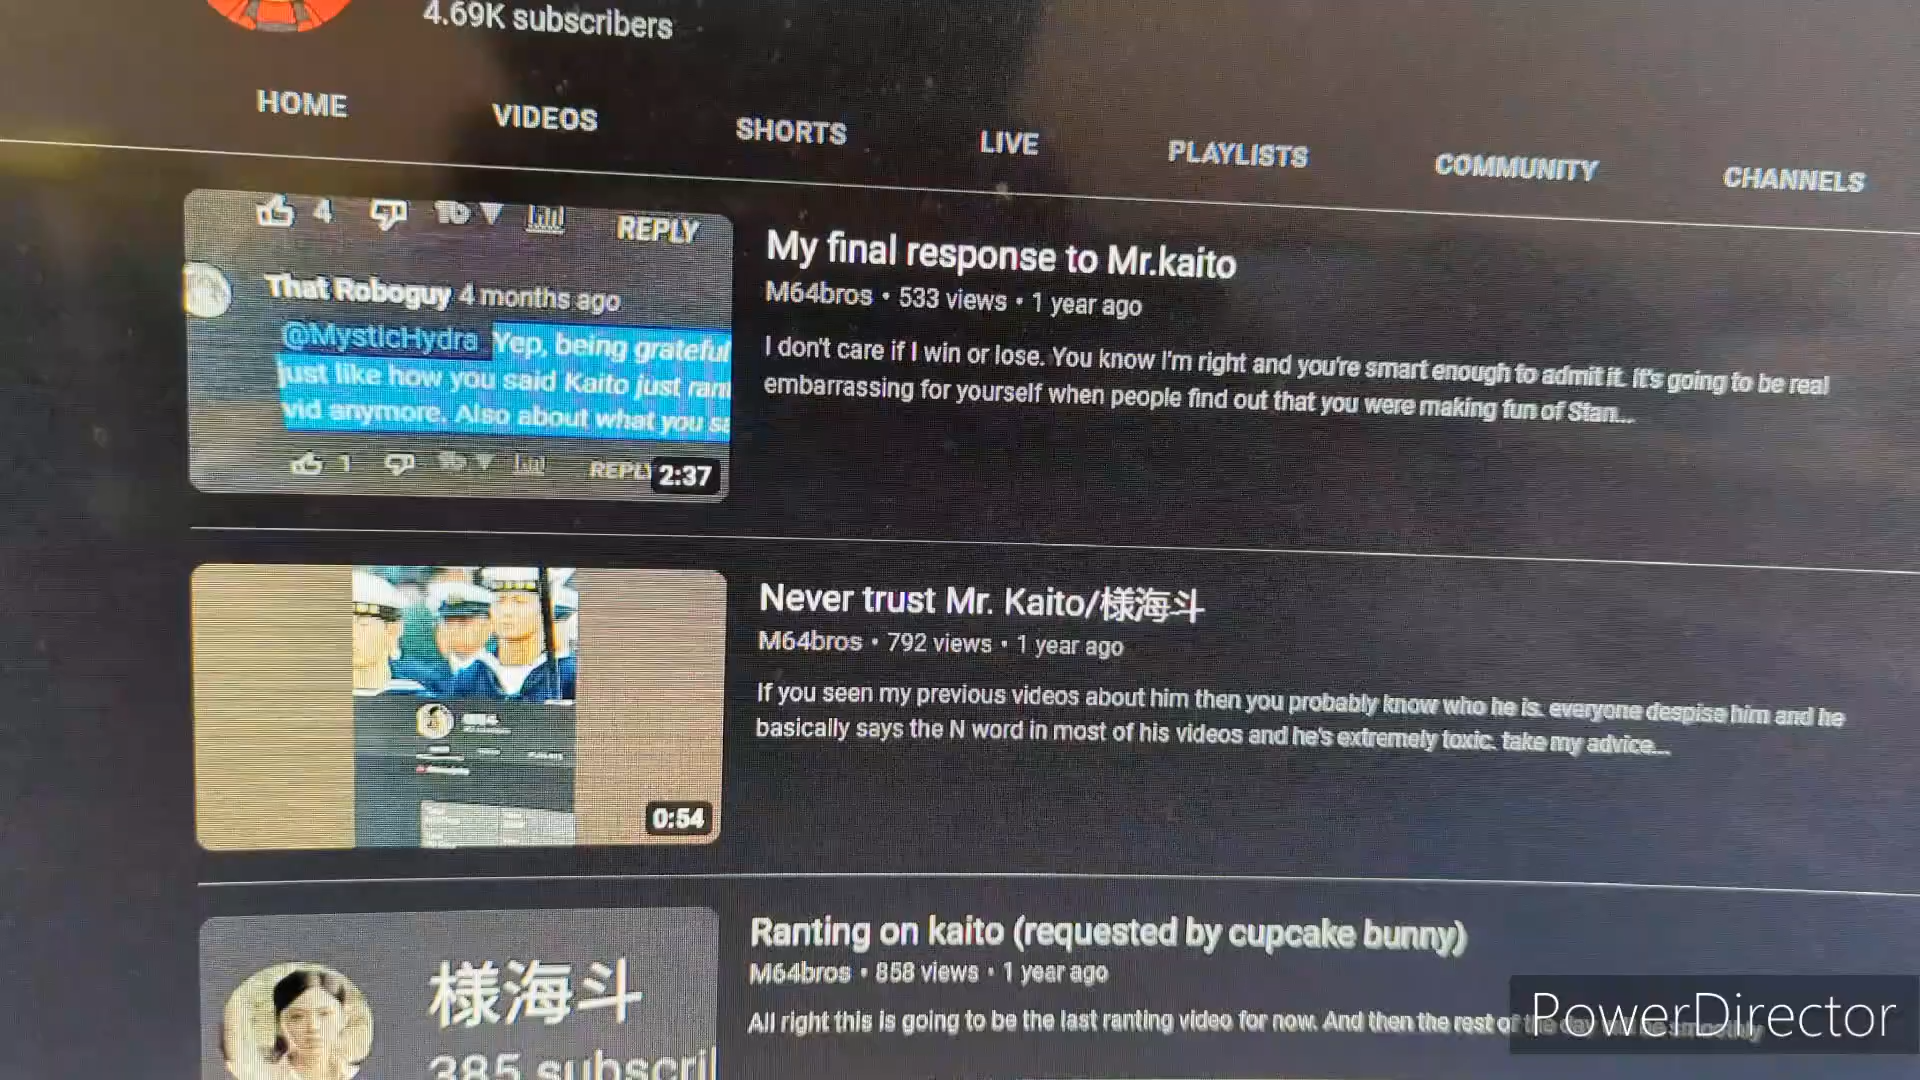 4.69K subscribers
HOME VIDEOS SHORTS LIVE PLAYLISTS COMMUNITY CHANNELS
4 REPLY
That Roboguy 4 months ago
@MysticHydra Yep, being grateful
just like how you said Kaito just rant
vid anymore. Also about what you sa
1 REPLY
2:37
My final response to Mr.kaito
M64bros • 533 views • 1 year ago
I don't care if I win or lose. You know I'm right and you're smart enough to admit it. It's going to be real
embarrassing for yourself when people find out that you were making fun of Stan...
0:54
Never trust Mr. Kaito/様海斗
M64bros • 792 views • 1 year ago
If you seen my previous videos about him then you probably know who he is. everyone despise him and he
basically says the N word in most of his videos and he's extremely toxic. take my advice...
様海斗
385 subscri
Ranting on kaito (requested by cupcake bunny)
M64bros • 858 views • 1 year ago
All right this is going to be the last ranting video for now. And then the rest of
PowerDirector